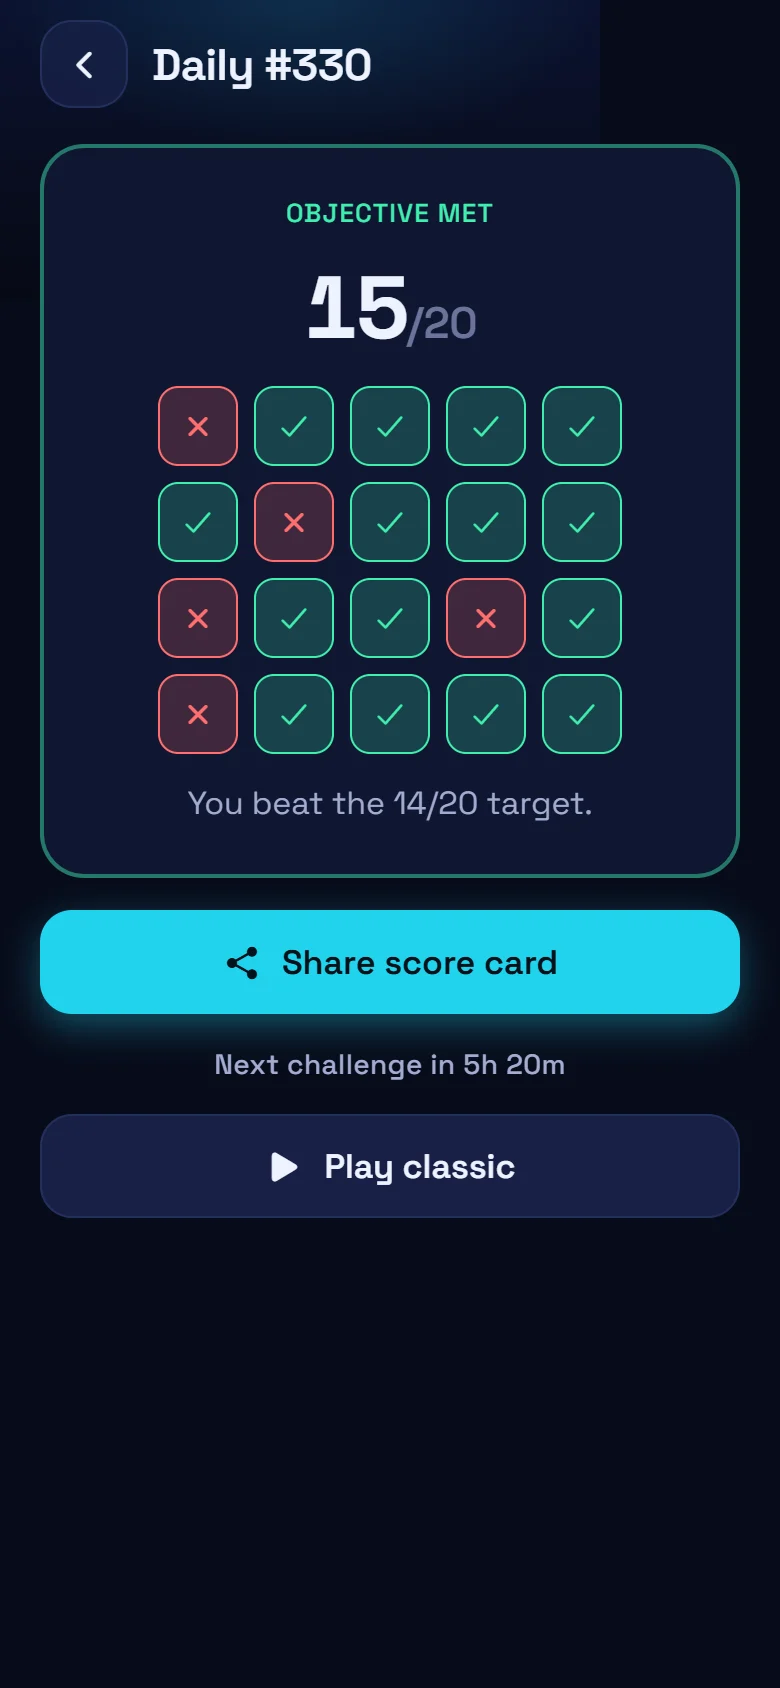 Daily #330
OBJECTIVE MET
15/20
You beat the 14/20 target.
Share score card
Next challenge in 5h 20m
Play classic